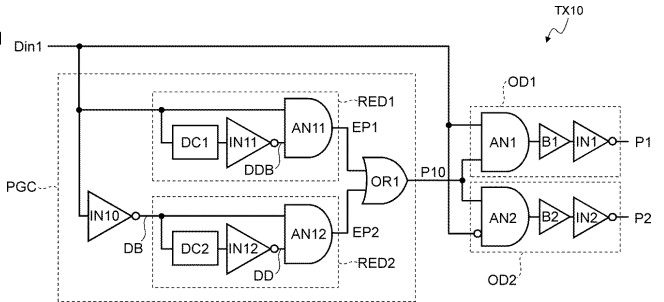 TX10
Din1
OD1
RED1
AN11
EP1
DC1
IN11
DDB
AN1
B1
IN1
P1
PGC
OR1
P10
IN10
DB
AN12
EP2
DC2
IN12
DD
RED2
AN2
B2
IN2
P2
OD2